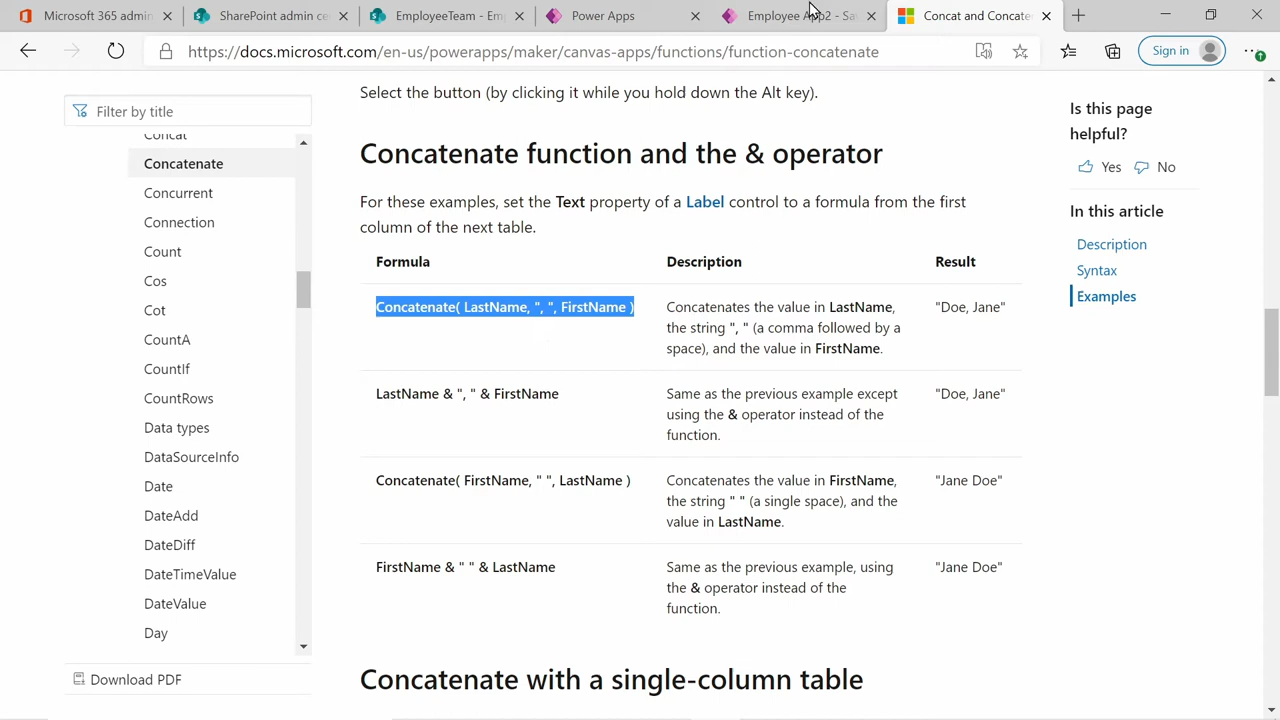 Microsoft 365 admin
SharePoint admin ce
EmployeeTeam - Emp
Power Apps
Employee App2 - Sa
Concat and Concate
https://docs.microsoft.com/en-us/powerapps/maker/canvas-apps/functions/function-concatenate
Sign in
Filter by title
Concat
Concatenate
Concurrent
Connection
Count
Cos
Cot
CountA
CountIf
CountRows
Data types
DataSourceInfo
Date
DateAdd
DateDiff
DateTimeValue
DateValue
Day
Download PDF
Select the button (by clicking it while you hold down the Alt key).
Concatenate function and the & operator
For these examples, set the Text property of a Label control to a formula from the first
column of the next table.
Formula Description Result
Concatenate( LastName, ", ", FirstName ) Concatenates the value in LastName, "Doe, Jane"
the string ", " (a comma followed by a
space), and the value in FirstName.
LastName & ", " & FirstName Same as the previous example except "Doe, Jane"
using the & operator instead of the
function.
Concatenate( FirstName, " ", LastName ) Concatenates the value in FirstName, "Jane Doe"
the string " " (a single space), and the
value in LastName.
FirstName & " " & LastName Same as the previous example, using "Jane Doe"
the & operator instead of the
function.
Concatenate with a single-column table
Is this page
helpful?
Yes No
In this article
Description
Syntax
Examples